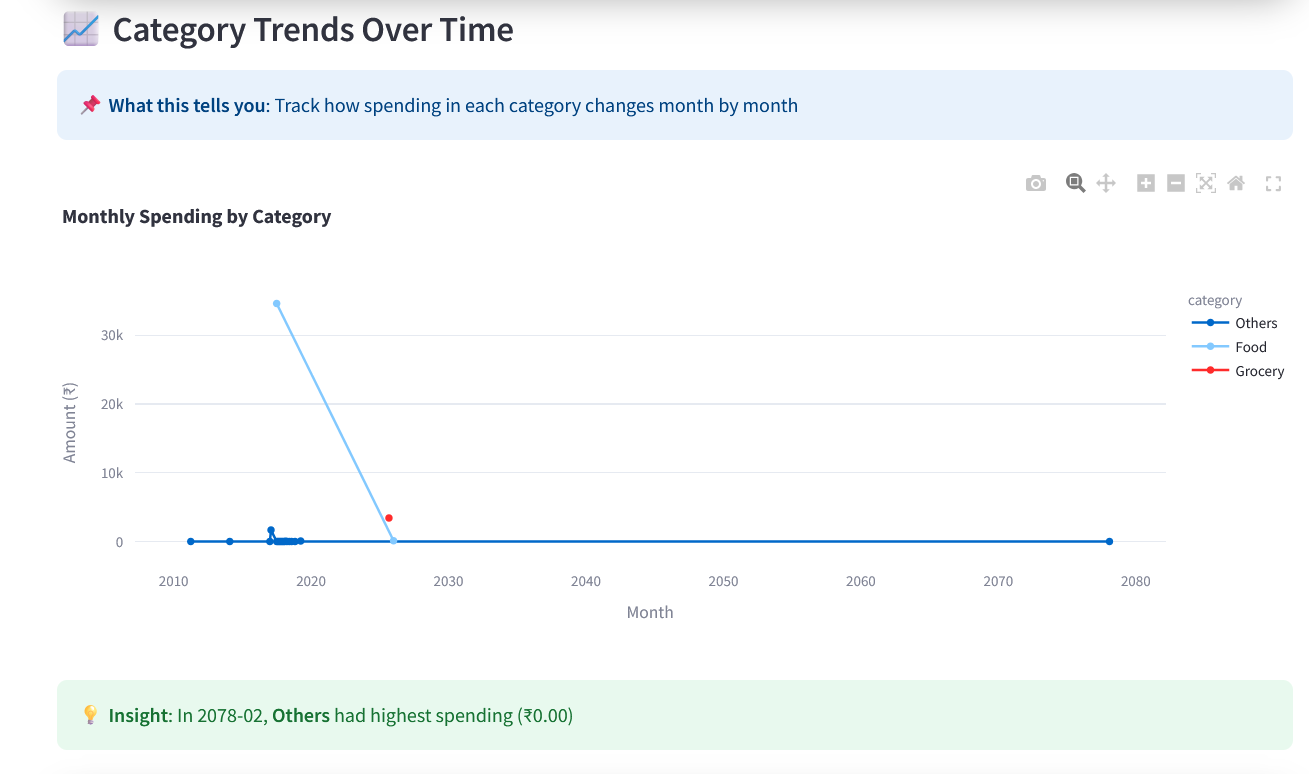 Category Trends Over Time
What this tells you: Track how spending in each category changes month by month
Monthly Spending by Category
category
Others
Food
Grocery
Amount (₹)
30k
20k
10k
0
2010 2020 2030 2040 2050 2060 2070 2080
Month
Insight: In 2078-02, Others had highest spending (₹0.00)